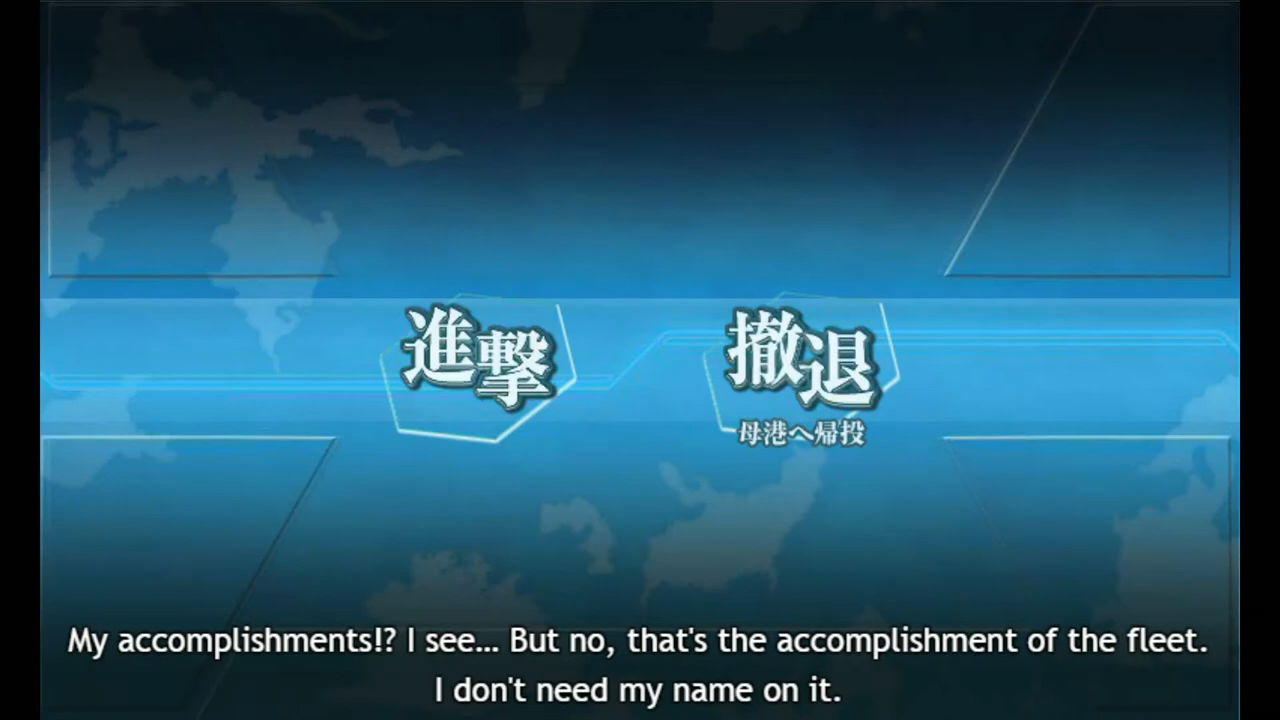 進撃
撤退
母港へ帰投
My accomplishments!? I see... But no, that's the accomplishment of the fleet.
I don't need my name on it.